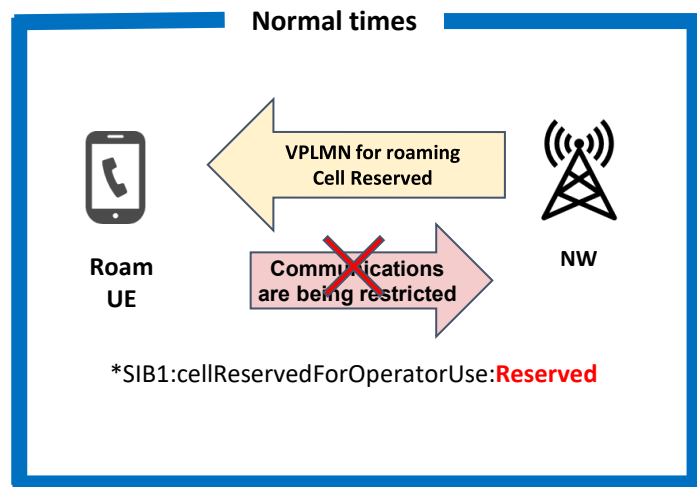 Normal times
VPLMN for roaming
Cell Reserved
Roam
UE
NW
Communications
are being restricted
*SIB1:cellReservedForOperatorUse:Reserved